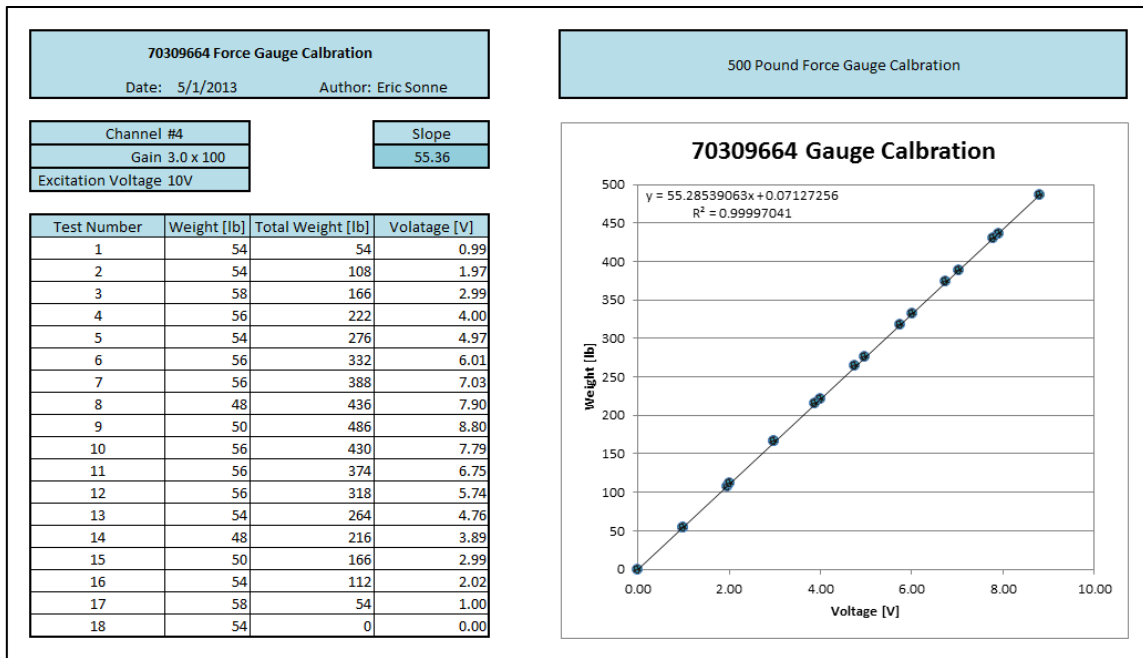 70309664 Force Gauge Calbration
Date: 5/1/2013 Author: Eric Sonne
500 Pound Force Gauge Calbration
Channel #4
Gain 3.0 x 100
Excitation Voltage 10V
Slope
55.36
Test Number Weight [lb] Total Weight [lb] Volatage [V]
1 54 54 0.99
2 54 108 1.97
3 58 166 2.99
4 56 222 4.00
5 54 276 4.97
6 56 332 6.01
7 56 388 7.03
8 48 436 7.90
9 50 486 8.80
10 56 430 7.79
11 56 374 6.75
12 56 318 5.74
13 54 264 4.76
14 48 216 3.89
15 50 166 2.99
16 54 112 2.02
17 58 54 1.00
18 54 0 0.00
70309664 Gauge Calbration
y = 55.28539063x + 0.07127256
R² = 0.99997041
500
450
400
350
300
250
200
150
100
50
0
Weight [lb]
0.00 2.00 4.00 6.00 8.00 10.00
Voltage [V]